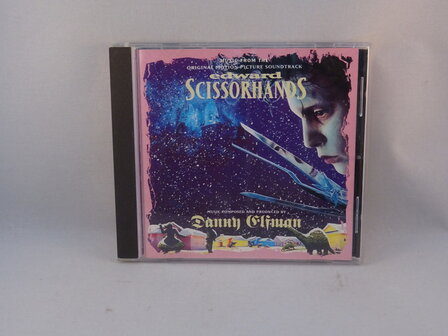 MUSIC FROM THE
ORIGINAL MOTION PICTURE SOUNDTRACK
edward
SCISSORHANDS
MUSIC COMPOSED AND PRODUCED BY
Danny Elfman